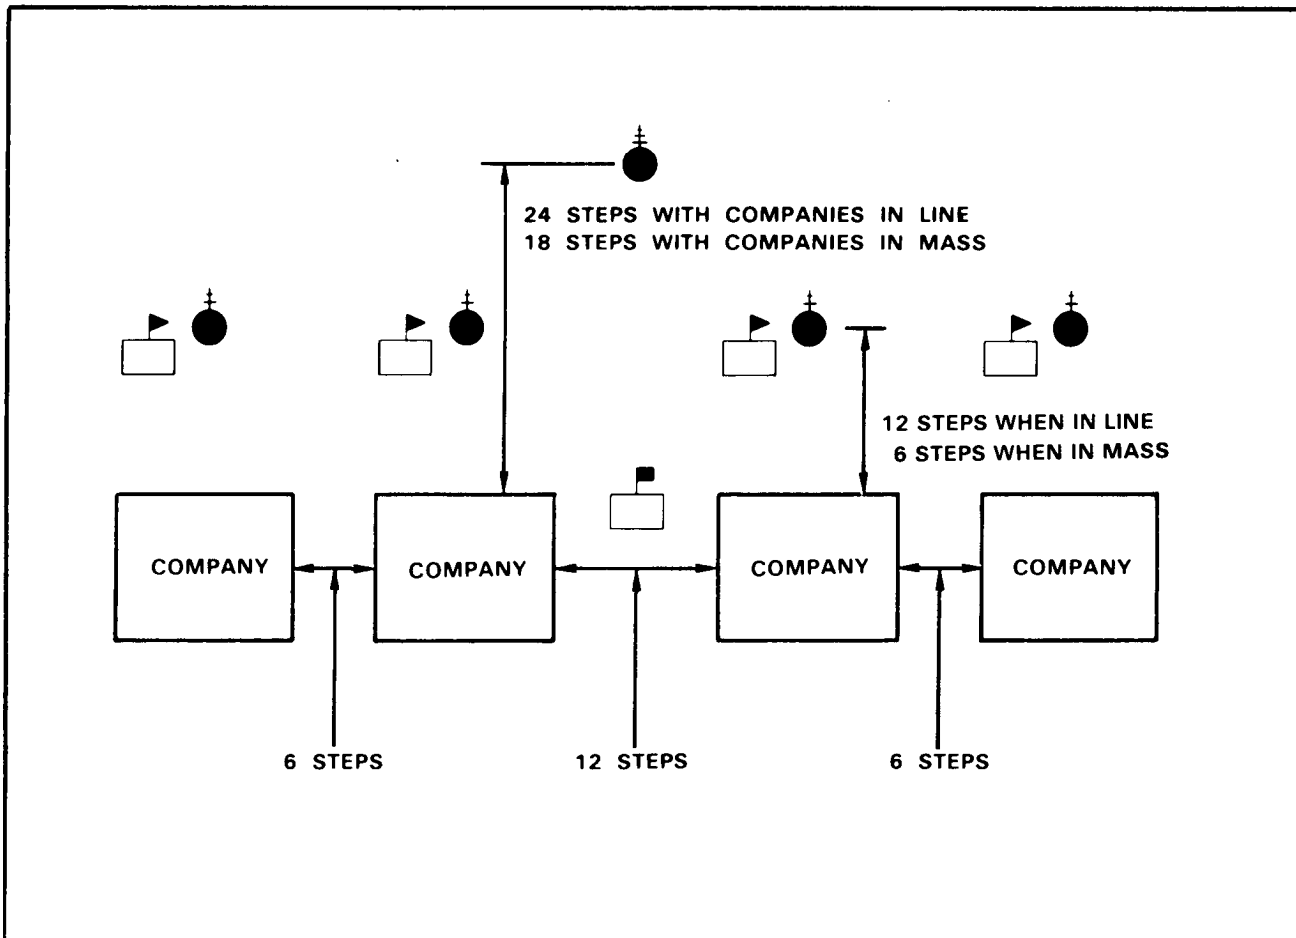 24 STEPS WITH COMPANIES IN LINE
18 STEPS WITH COMPANIES IN MASS
12 STEPS WHEN IN LINE
6 STEPS WHEN IN MASS
COMPANY
COMPANY
COMPANY
COMPANY
6 STEPS
12 STEPS
6 STEPS